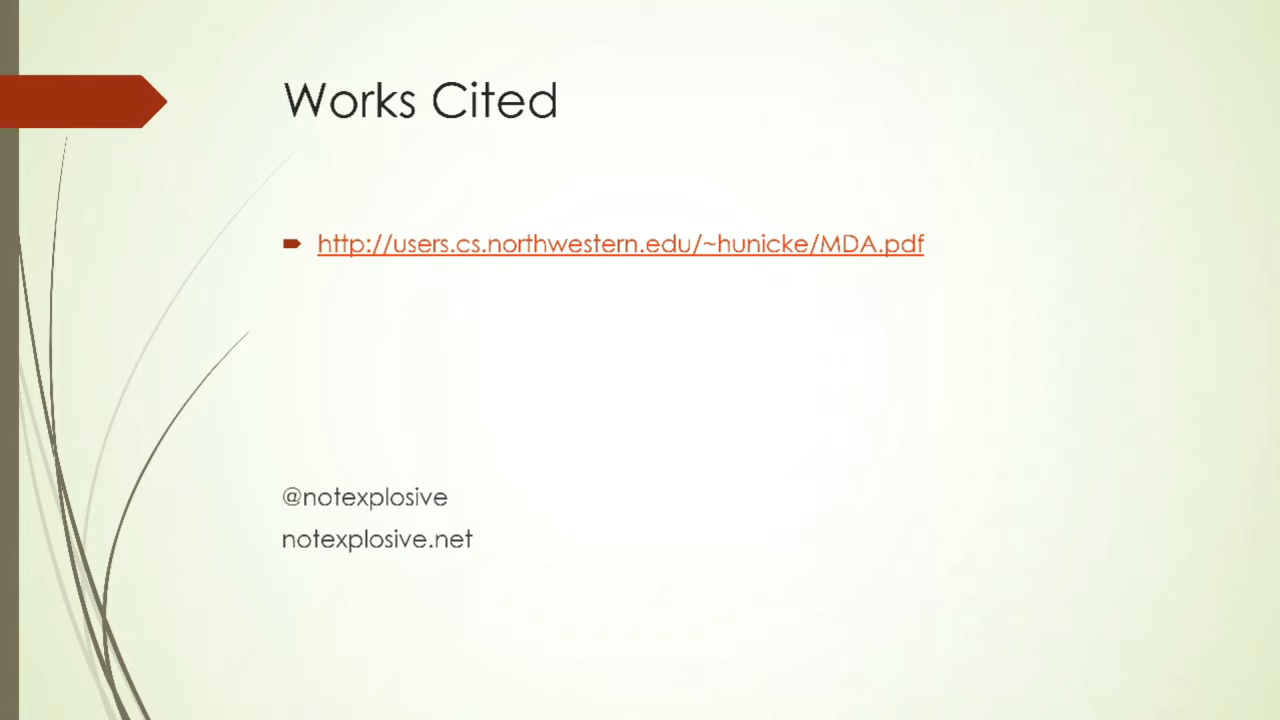 Works Cited
http://users.cs.northwestern.edu/~hunicke/MDA.pdf
@notexplosive
notexplosive.net